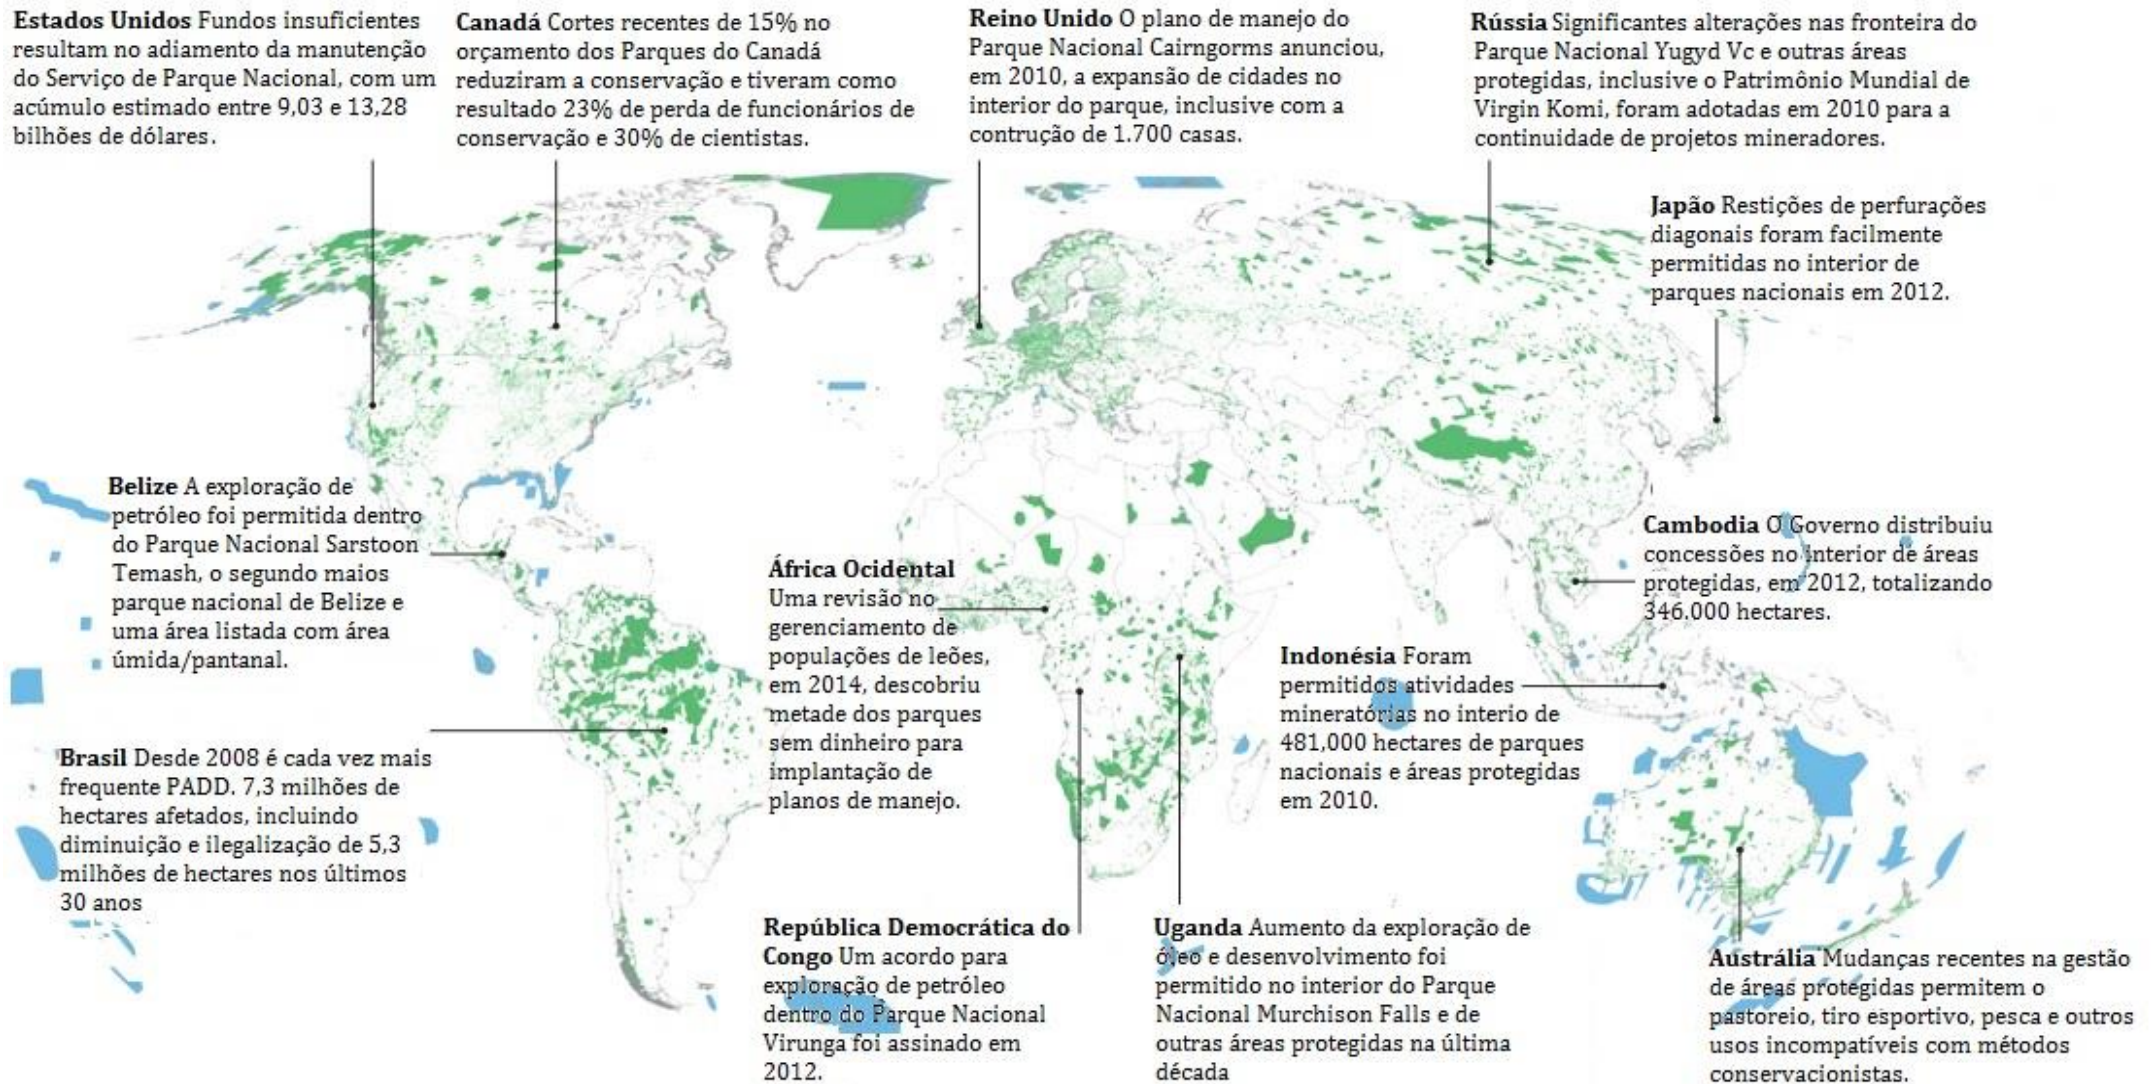 Estados Unidos Fundos insuficientes
resultam no adiamento da manutenção
do Serviço de Parque Nacional, com um
acúmulo estimado entre 9,03 e 13,28
bilhões de dólares.
Canadá Cortes recentes de 15% no
orçamento dos Parques do Canadá
reduziram a conservação e tiveram como
resultado 23% de perda de funcionários de
conservação e 30% de cientistas.
Reino Unido O plano de manejo do
Parque Nacional Cairngorms anunciou,
em 2010, a expansão de cidades no
interior do parque, inclusive com a
contrução de 1.700 casas.
Rússia Significantes alterações nas fronteira do
Parque Nacional Yugyd Vc e outras áreas
protegidas, inclusive o Patrimônio Mundial de
Virgin Komi, foram adotadas em 2010 para a
continuidade de projetos mineradores.
Japão Restições de perfurações
diagonais foram facilmente
permitidas no interior de
parques nacionais em 2012.
Belize A exploração de
petróleo foi permitida dentro
do Parque Nacional Sarstoon
Temash, o segundo maios
parque nacional de Belize e
uma área listada com área
úmida/pantanal.
África Ocidental
Uma revisão no
gerenciamento de
populações de leões,
em 2014, descobriu
metade dos parques
sem dinheiro para
implantação de
planos de manejo.
Cambodia O Governo distribuiu
concessões no interior de áreas
protegidas, em 2012, totalizando
346.000 hectares.
Indonésia Foram
permitidos atividades
mineratórias no interio de
481,000 hectares de parques
nacionais e áreas protegidas
em 2010.
Brasil Desde 2008 é cada vez mais
frequente PADD. 7,3 milhões de
hectares afetados, incluindo
diminuição e ilegalização de 5,3
milhões de hectares nos últimos
30 anos
República Democrática do
Congo Um acordo para
exploração de petróleo
dentro do Parque Nacional
Virunga foi assinado em
2012.
Uganda Aumento da exploração de
óleo e desenvolvimento foi
permitido no interior do Parque
Nacional Murchison Falls e de
outras áreas protegidas na última
década
Austrália Mudanças recentes na gestão
de áreas protegidas permitem o
pastoreio, tiro esportivo, pesca e outros
usos incompatíveis com métodos
conservacionistas.